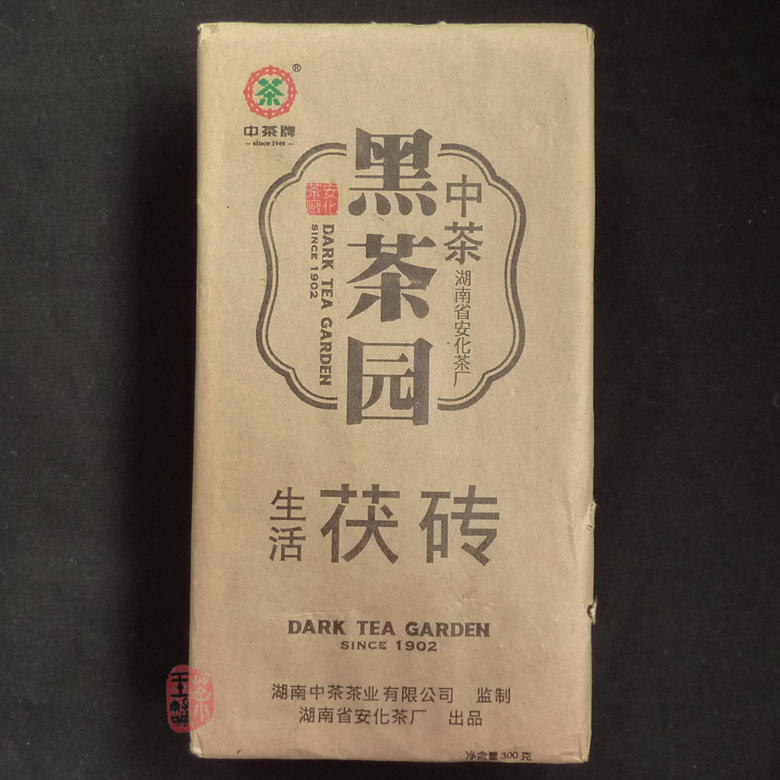 茶
®
中茶牌
since 1940
中茶
湖南省安化茶厂
黑茶园
安化
茶厰
DARK TEA GARDEN
SINCE 1902
生活
茯砖
DARK TEA GARDEN
SINCE 1902
湖南中茶茶业有限公司 监制
湖南省安化茶厂 出品
净含量300克